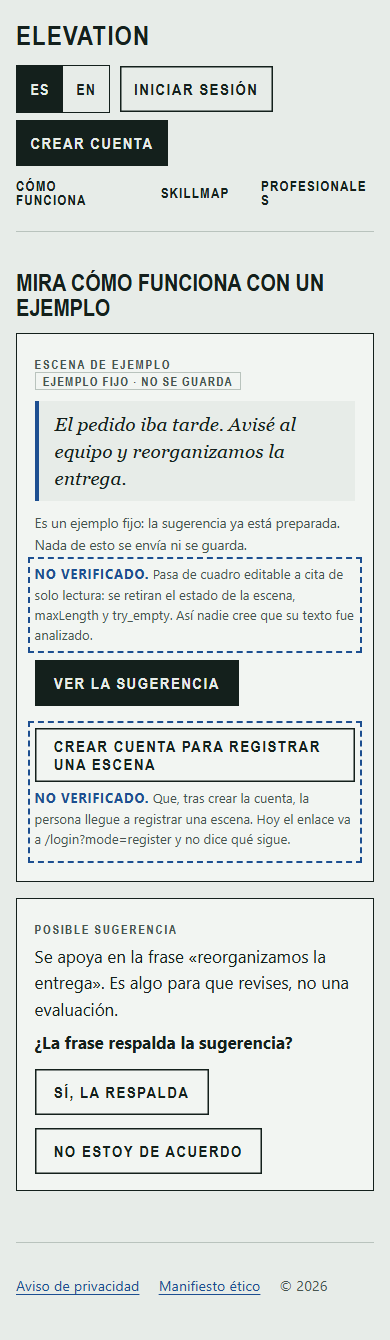 ELEVATION
ES EN INICIAR SESIÓN
CREAR CUENTA
CÓMO
FUNCIONA
SKILLMAP
PROFESIONALE
S
MIRA CÓMO FUNCIONA CON UN
EJEMPLO
ESCENA DE EJEMPLO
EJEMPLO FIJO · NO SE GUARDA
El pedido iba tarde. Avisé al
equipo y reorganizamos la
entrega.
Es un ejemplo fijo: la sugerencia ya está preparada.
Nada de esto se envía ni se guarda.
NO VERIFICADO. Pasa de cuadro editable a cita de
solo lectura: se retiran el estado de la escena,
maxLength y try_empty. Así nadie cree que su texto fue
analizado.
VER LA SUGERENCIA
CREAR CUENTA PARA REGISTRAR
UNA ESCENA
NO VERIFICADO. Que, tras crear la cuenta, la
persona llegue a registrar una escena. Hoy el enlace va
a /login?mode=register y no dice qué sigue.
POSIBLE SUGERENCIA
Se apoya en la frase «reorganizamos la
entrega». Es algo para que revises, no una
evaluación.
¿La frase respalda la sugerencia?
SÍ, LA RESPALDA
NO ESTOY DE ACUERDO
Aviso de privacidad Manifiesto ético © 2026